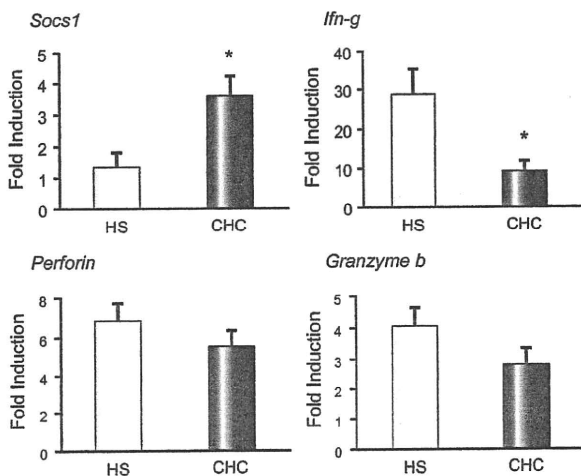 Socs1
Fold Induction
5
4
3
2
1
0
*
HS
CHC
Ifn-g
Fold Induction
40
30
20
10
0
*
HS
CHC
Perforin
Fold Induction
8
6
4
2
0
HS
CHC
Granzyme b
Fold Induction
5
4
3
2
1
0
HS
CHC